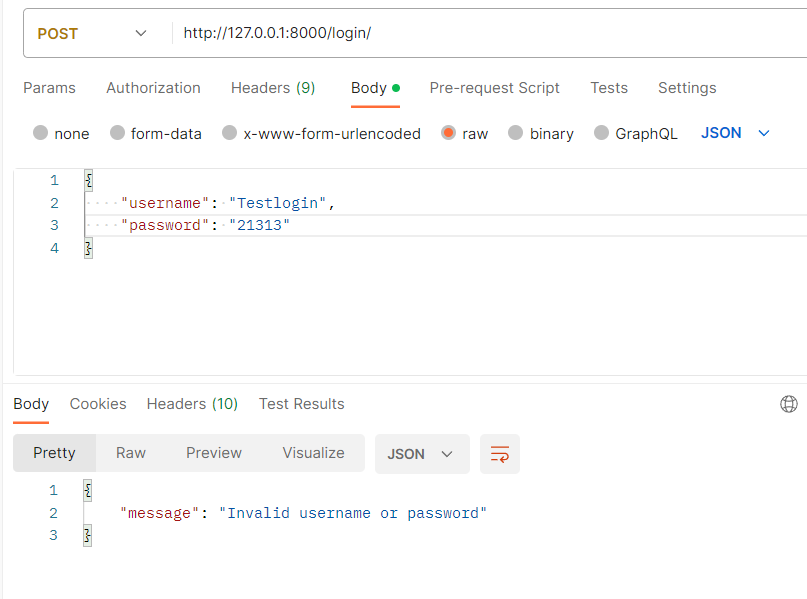 POST http://127.0.0.1:8000/login/
Params Authorization Headers (9) Body Pre-request Script Tests Settings
none form-data x-www-form-urlencoded raw binary GraphQL JSON
1 {
2 "username": "Testlogin",
3 "password": "21313"
4 }
Body Cookies Headers (10) Test Results
Pretty Raw Preview Visualize JSON
1 {
2 "message": "Invalid username or password"
3 }